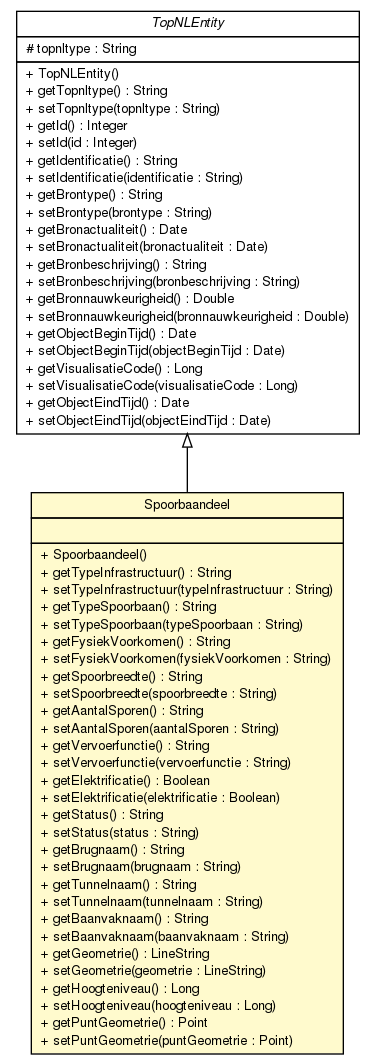 TopNLEntity
# topnltype : String
+ TopNLEntity()
+ getTopnltype() : String
+ setTopnltype(topnltype : String)
+ getId() : Integer
+ setId(id : Integer)
+ getIdentificatie() : String
+ setIdentificatie(identificatie : String)
+ getBrontype() : String
+ setBrontype(brontype : String)
+ getBronactualiteit() : Date
+ setBronactualiteit(bronactualiteit : Date)
+ getBronbeschrijving() : String
+ setBronbeschrijving(bronbeschrijving : String)
+ getBronnauwkeurigheid() : Double
+ setBronnauwkeurigheid(bronnauwkeurigheid : Double)
+ getObjectBeginTijd() : Date
+ setObjectBeginTijd(objectBeginTijd : Date)
+ getVisualisatieCode() : Long
+ setVisualisatieCode(visualisatieCode : Long)
+ getObjectEindTijd() : Date
+ setObjectEindTijd(objectEindTijd : Date)
Spoorbaandeel
+ Spoorbaandeel()
+ getTypeInfrastructuur() : String
+ setTypeInfrastructuur(typeInfrastructuur : String)
+ getTypeSpoorbaan() : String
+ setTypeSpoorbaan(typeSpoorbaan : String)
+ getFysiekVoorkomen() : String
+ setFysiekVoorkomen(fysiekVoorkomen : String)
+ getSpoorbreedte() : String
+ setSpoorbreedte(spoorbreedte : String)
+ getAantalSporen() : String
+ setAantalSporen(aantalSporen : String)
+ getVervoerfunctie() : String
+ setVervoerfunctie(vervoerfunctie : String)
+ getElektrificatie() : Boolean
+ setElektrificatie(elektrificatie : Boolean)
+ getStatus() : String
+ setStatus(status : String)
+ getBrugnaam() : String
+ setBrugnaam(brugnaam : String)
+ getTunnelnaam() : String
+ setTunnelnaam(tunnelnaam : String)
+ getBaanvaknaam() : String
+ setBaanvaknaam(baanvaknaam : String)
+ getGeometrie() : LineString
+ setGeometrie(geometrie : LineString)
+ getHoogteniveau() : Long
+ setHoogteniveau(hoogteniveau : Long)
+ getPuntGeometrie() : Point
+ setPuntGeometrie(puntGeometrie : Point)